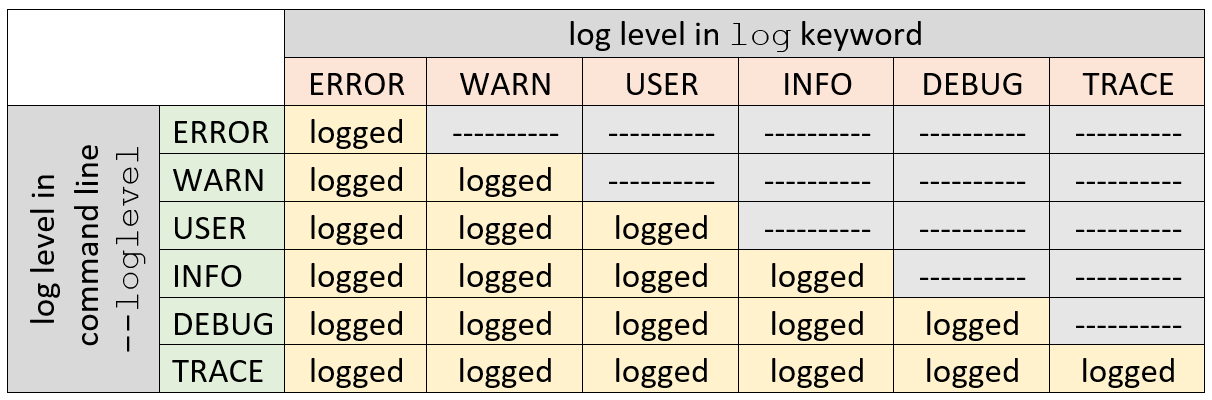 log level in log keyword
ERROR WARN USER INFO DEBUG TRACE
log level in
command line
--loglevel
ERROR logged ---------- ---------- ---------- ---------- ----------
WARN logged logged ---------- ---------- ---------- ----------
USER logged logged logged ---------- ---------- ----------
INFO logged logged logged logged ---------- ----------
DEBUG logged logged logged logged logged ----------
TRACE logged logged logged logged logged logged